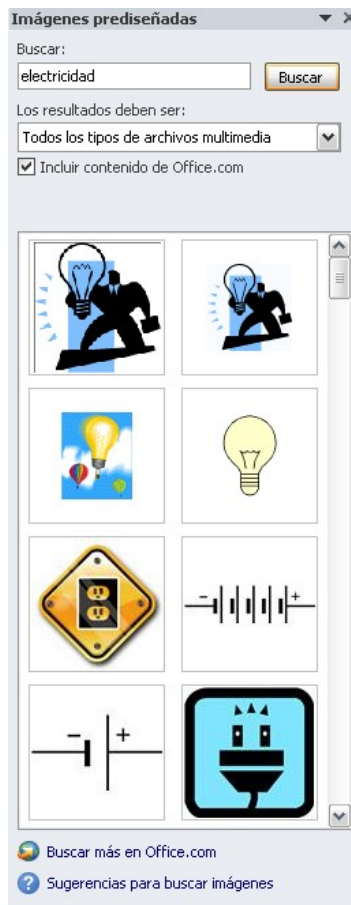 Imágenes prediseñadas
Buscar:
electricidad
Buscar
Los resultados deben ser:
Todos los tipos de archivos multimedia
Incluir contenido de Office.com
- +
- +
Buscar más en Office.com
Sugerencias para buscar imágenes